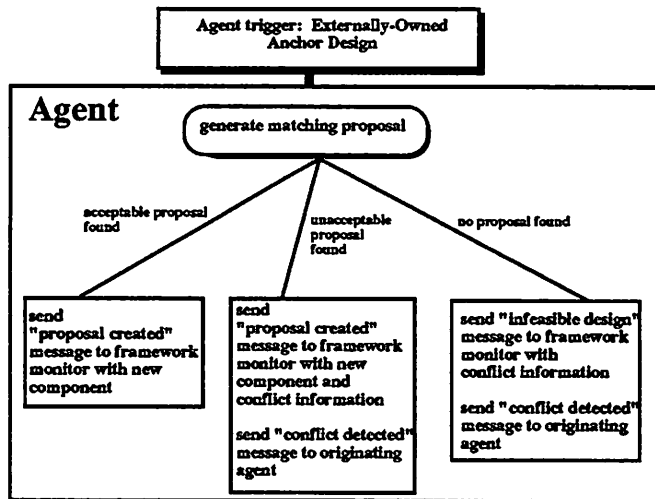 Agent trigger: Externally-Owned
Anchor Design
Agent
generate matching proposal
acceptable proposal
found
unacceptable
proposal
found
no proposal found
send
"proposal created"
message to framework
monitor with new
component
send
"proposal created"
message to framework
monitor with new
component and
conflict information
send "conflict detected"
message to originating
agent
send "infeasible design"
message to framework
monitor with
conflict information
send "conflict detected"
message to originating
agent